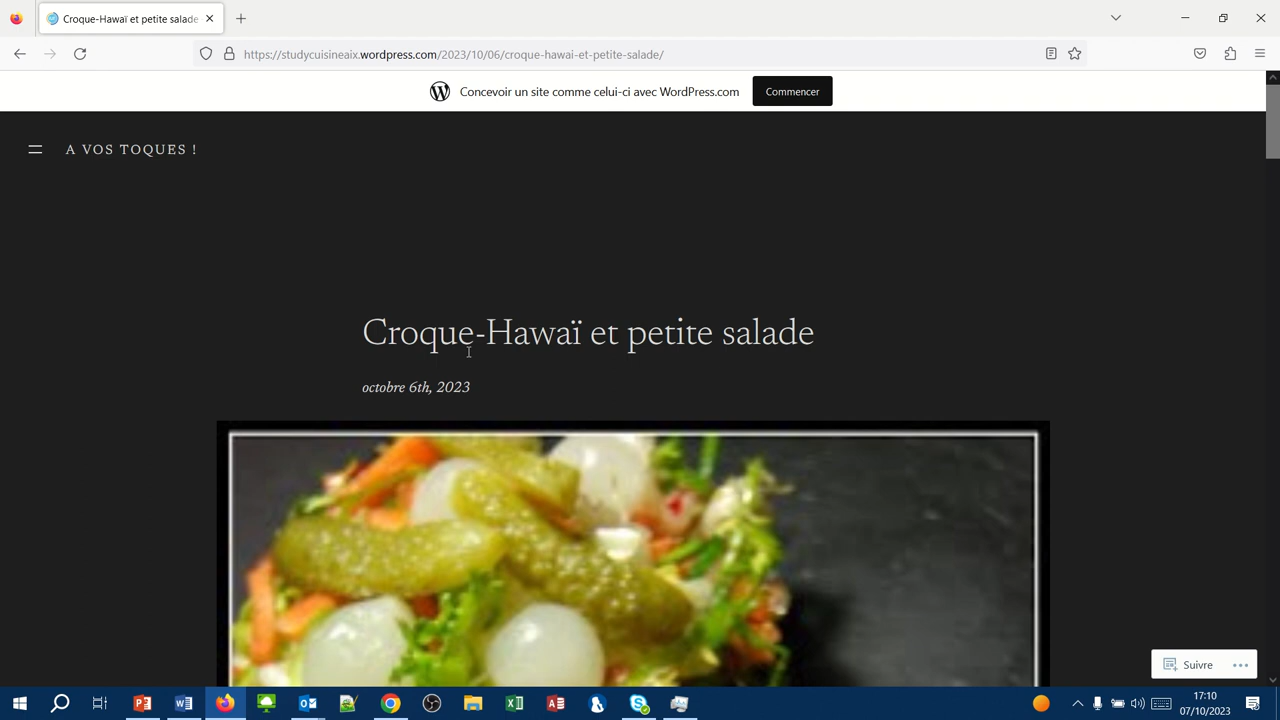 Croque-Hawaï et petite salade
https://studycuisineaix.wordpress.com/2023/10/06/croque-hawai-et-petite-salade/
Concevoir un site comme celui-ci avec WordPress.com
Commencer
A VOS TOQUES !
Croque-Hawaï et petite salade
octobre 6th, 2023
Suivre
17:10
07/10/2023